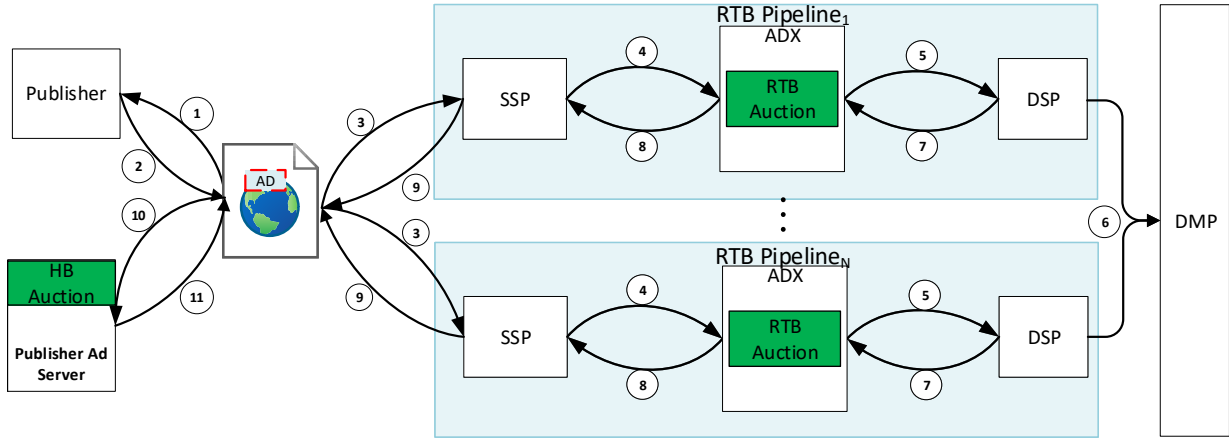 RTB Pipeline1
ADX
Publisher
1
2
3
SSP
4
RTB
Auction
5
DSP
8
7
9
AD
10
6
DMP
RTB PipelineN
ADX
HB
Auction
11
3
9
SSP
4
RTB
Auction
5
DSP
8
7
Publisher Ad
Server